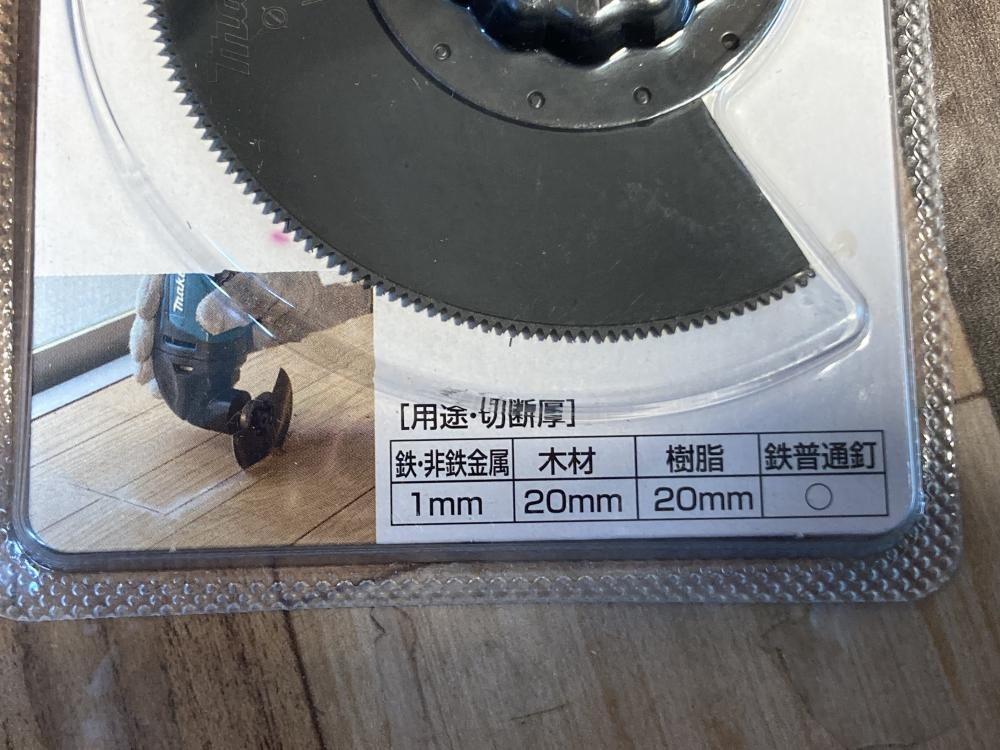 makita
[用途・切断厚]
鉄・非鉄金属 木材 樹脂 鉄普通釘
1mm 20mm 20mm ○